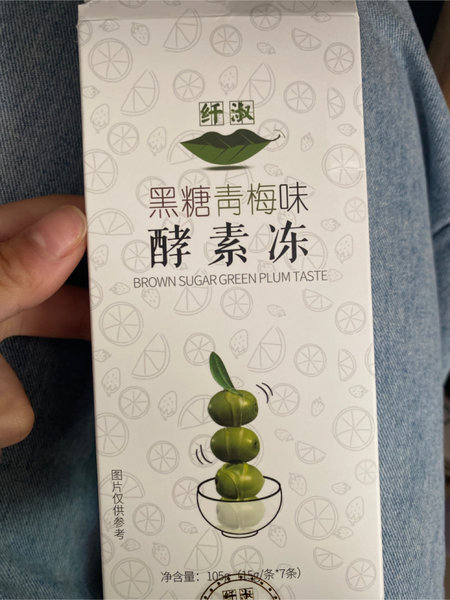 纤淑
黑糖青梅味
酵素冻
BROWN SUGAR GREEN PLUM TASTE
图片仅供参考
净含量：105g（15g/条*7条）